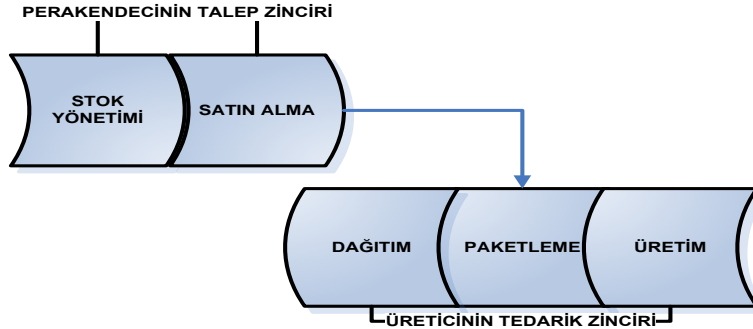 PERAKENDECİNİN TALEP ZİNCİRİ
STOK
YÖNETİMİ
SATIN ALMA
DAĞITIM
PAKETLEME
ÜRETİM
ÜRETİCİNİN TEDARİK ZİNCİRİ